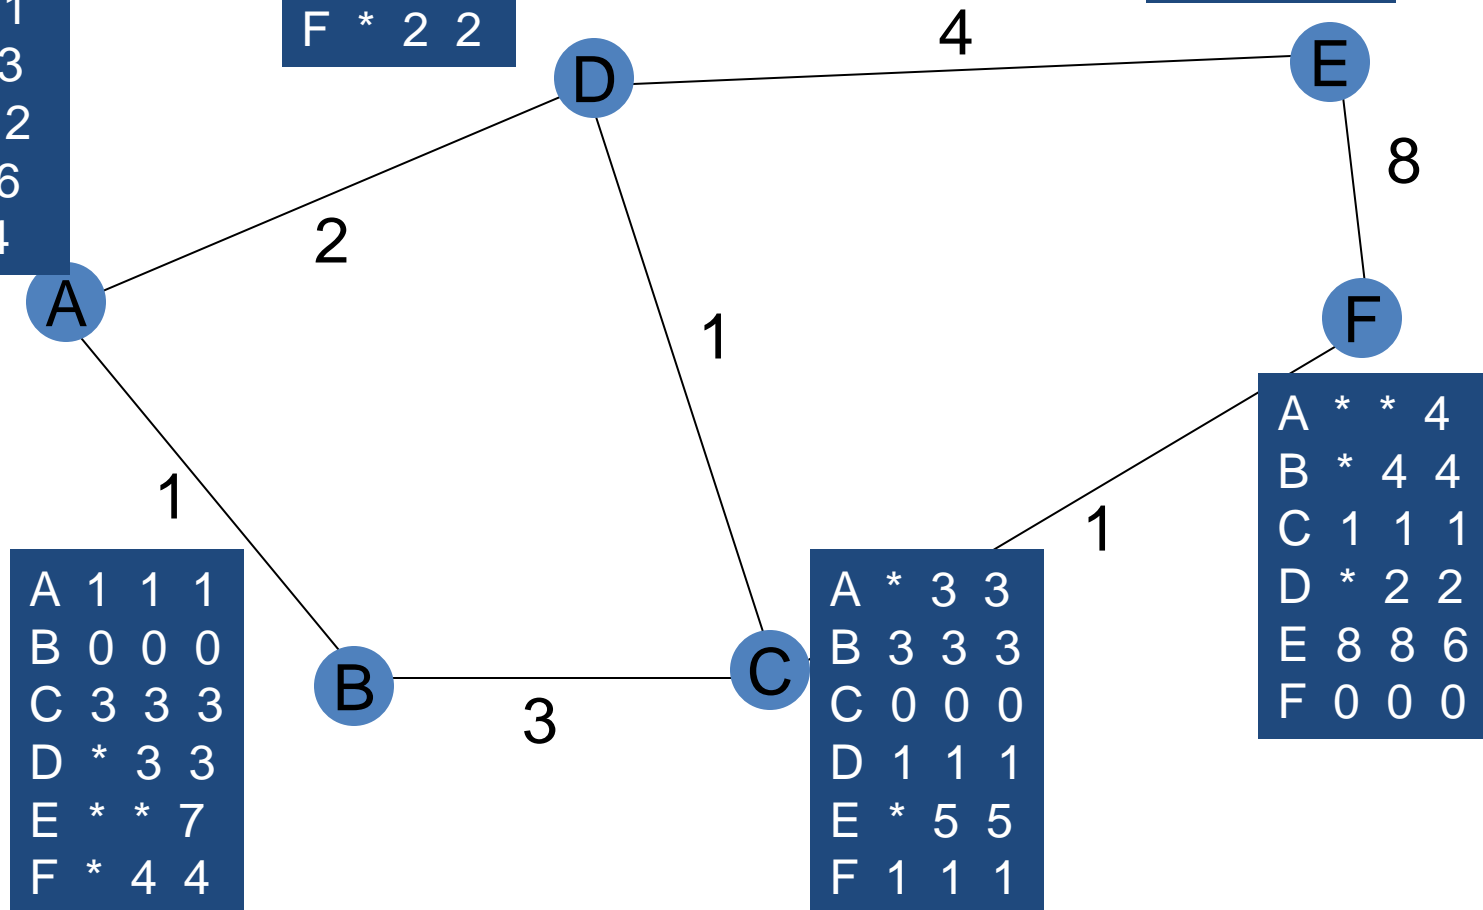 1
3
2
6
4
F * 2 2
D
4
E
8
2
A
1
F
A * * 4
B * 4 4
C 1 1 1
D * 2 2
E 8 8 6
F 0 0 0
1
1
A 1 1 1
B 0 0 0
C 3 3 3
D * 3 3
E * * 7
F * 4 4
B
3
C
A * 3 3
B 3 3 3
C 0 0 0
D 1 1 1
E * 5 5
F 1 1 1